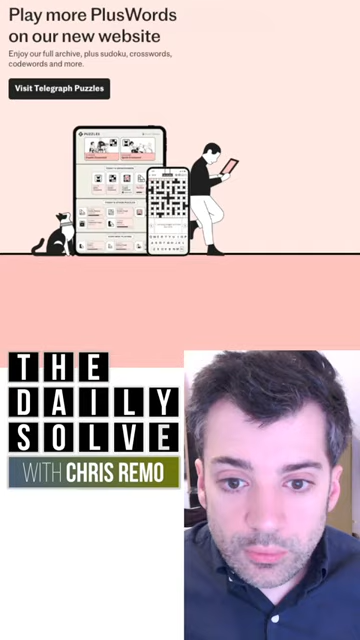 Play more PlusWords
on our new website
Enjoy our full archive, plus sudoku, crosswords,
codewords and more.
Visit Telegraph Puzzles
PUZZLES
THE
DAILY
SOLVE
WITH CHRIS REMO